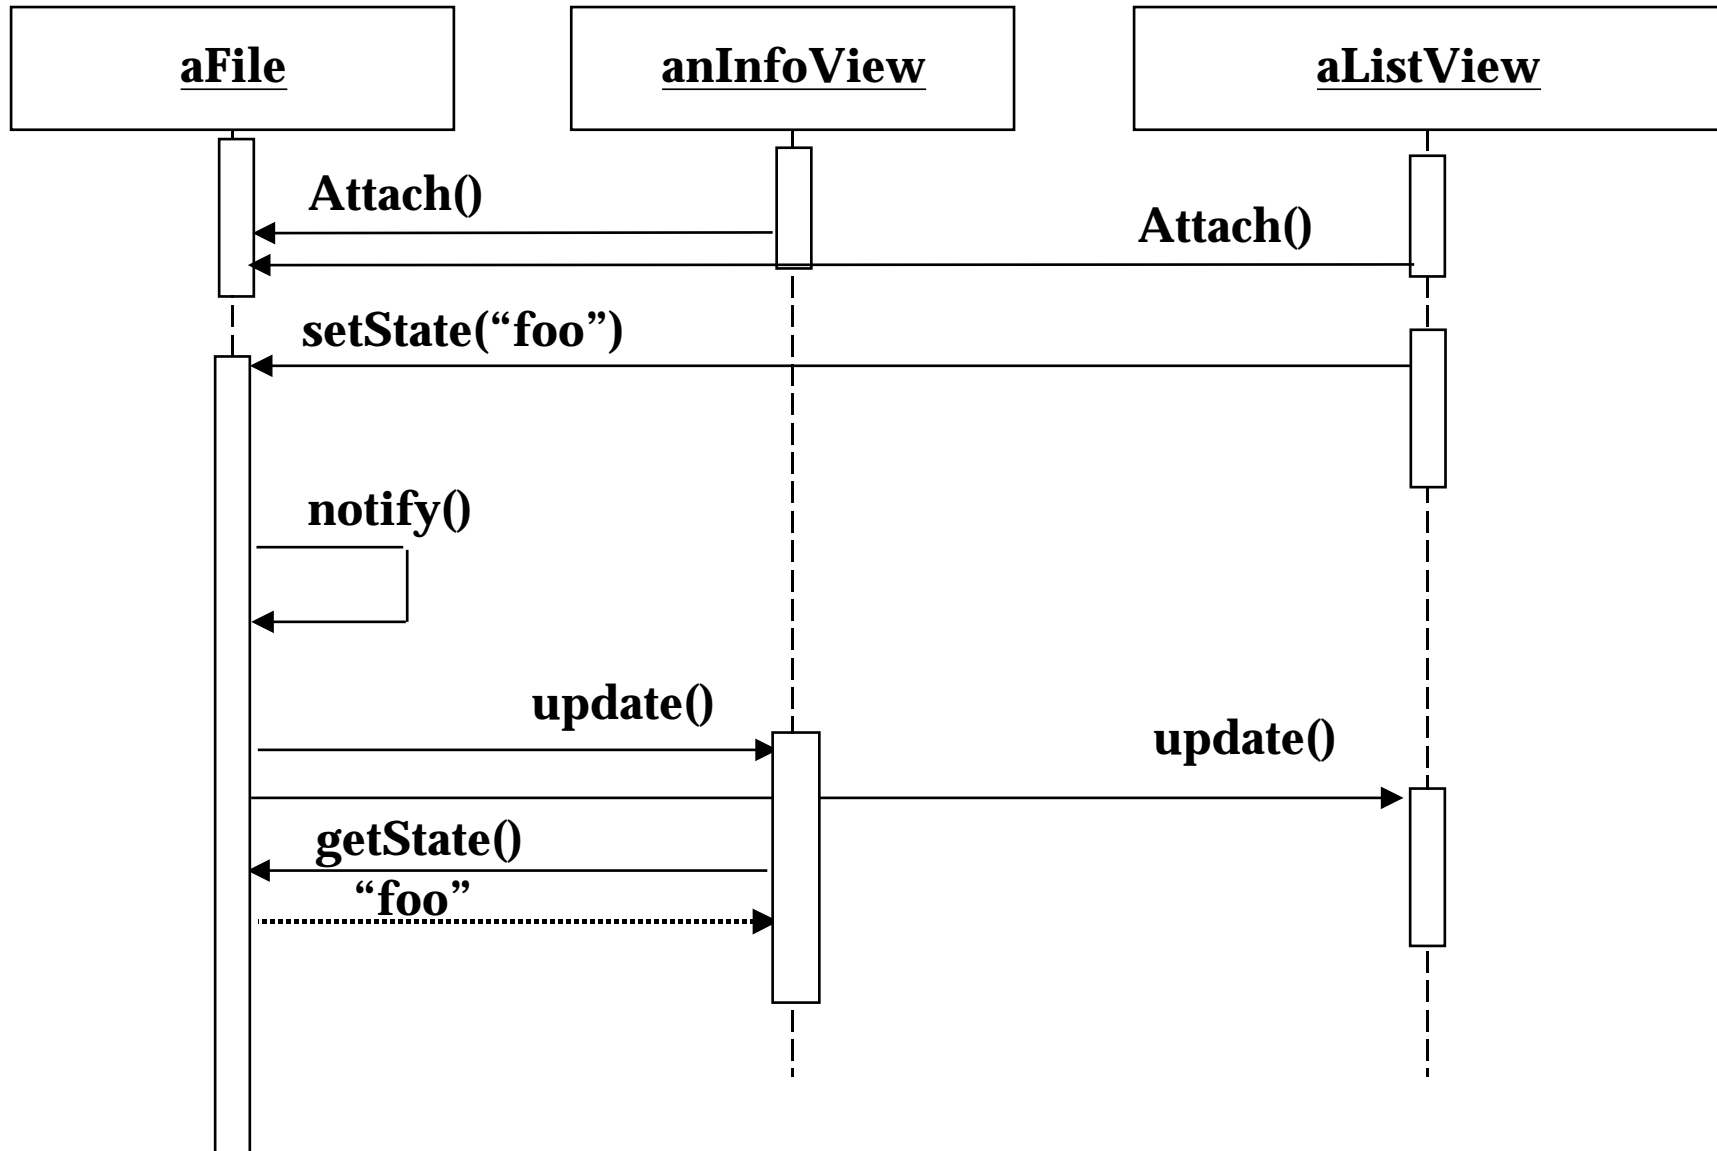 aFile
anInfoView
aListView
Attach()
Attach()
setState(“foo”)
notify()
update()
update()
getState()
“foo”